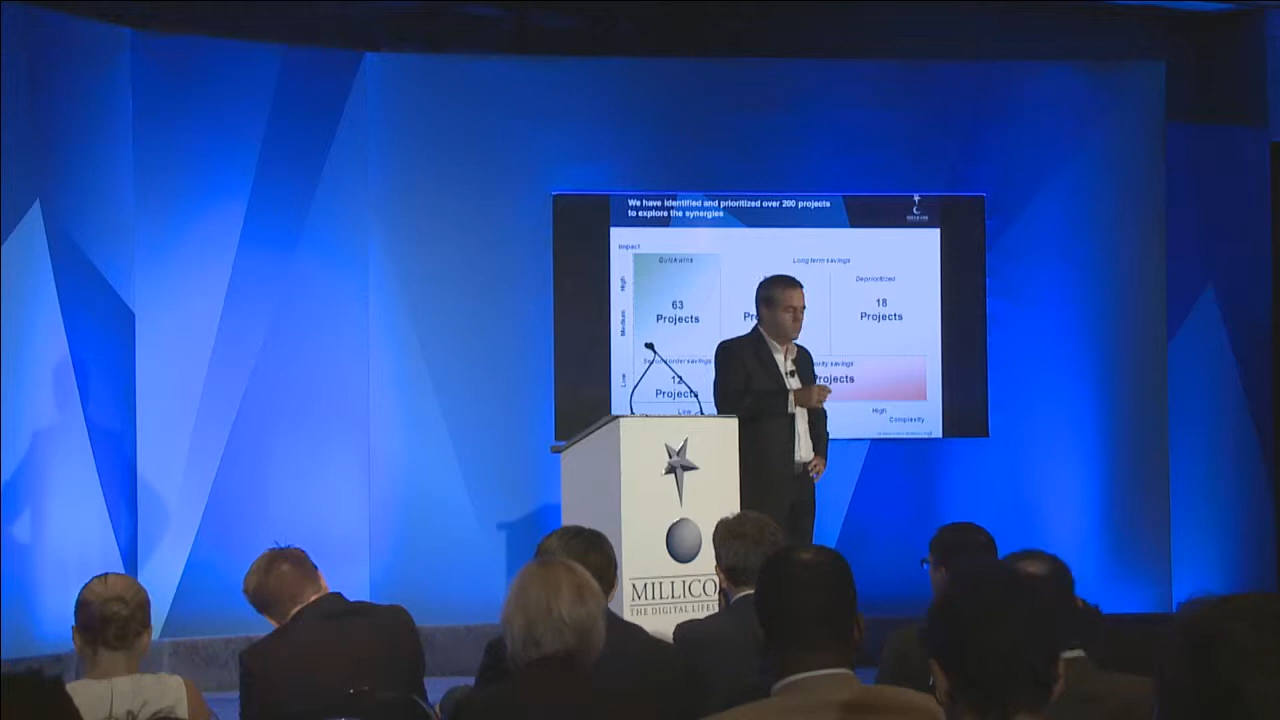 We have identified and prioritized over 200 projects
to explore the synergies
Impact
Quick wins
Long term savings
Deprioritized
High
63
Projects
18
Projects
Medium
Low
12
Projects
Projects
Low
High
Complexity
MILLICO
THE DIGITAL LIFES